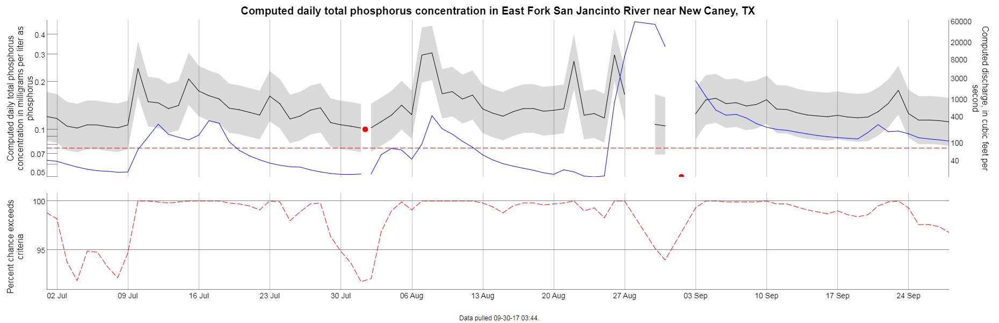 Computed daily total phosphorus concentration in East Fork San Jancinto River near New Caney, TX
Computed daily total phosphorus
concentration in milligrams per liter as
phosphorus
0.4
0.3
0.2
0.1
0.07
0.05
60000
20000
8000
3000
1000
400
100
40
Computed discharge, in cubic feet per
second
Percent chance exceeds
criteria
100
95
02 Jul
09 Jul
16 Jul
23 Jul
30 Jul
06 Aug
13 Aug
20 Aug
27 Aug
03 Sep
10 Sep
17 Sep
24 Sep
Data pulled 09-30-17 03:44.